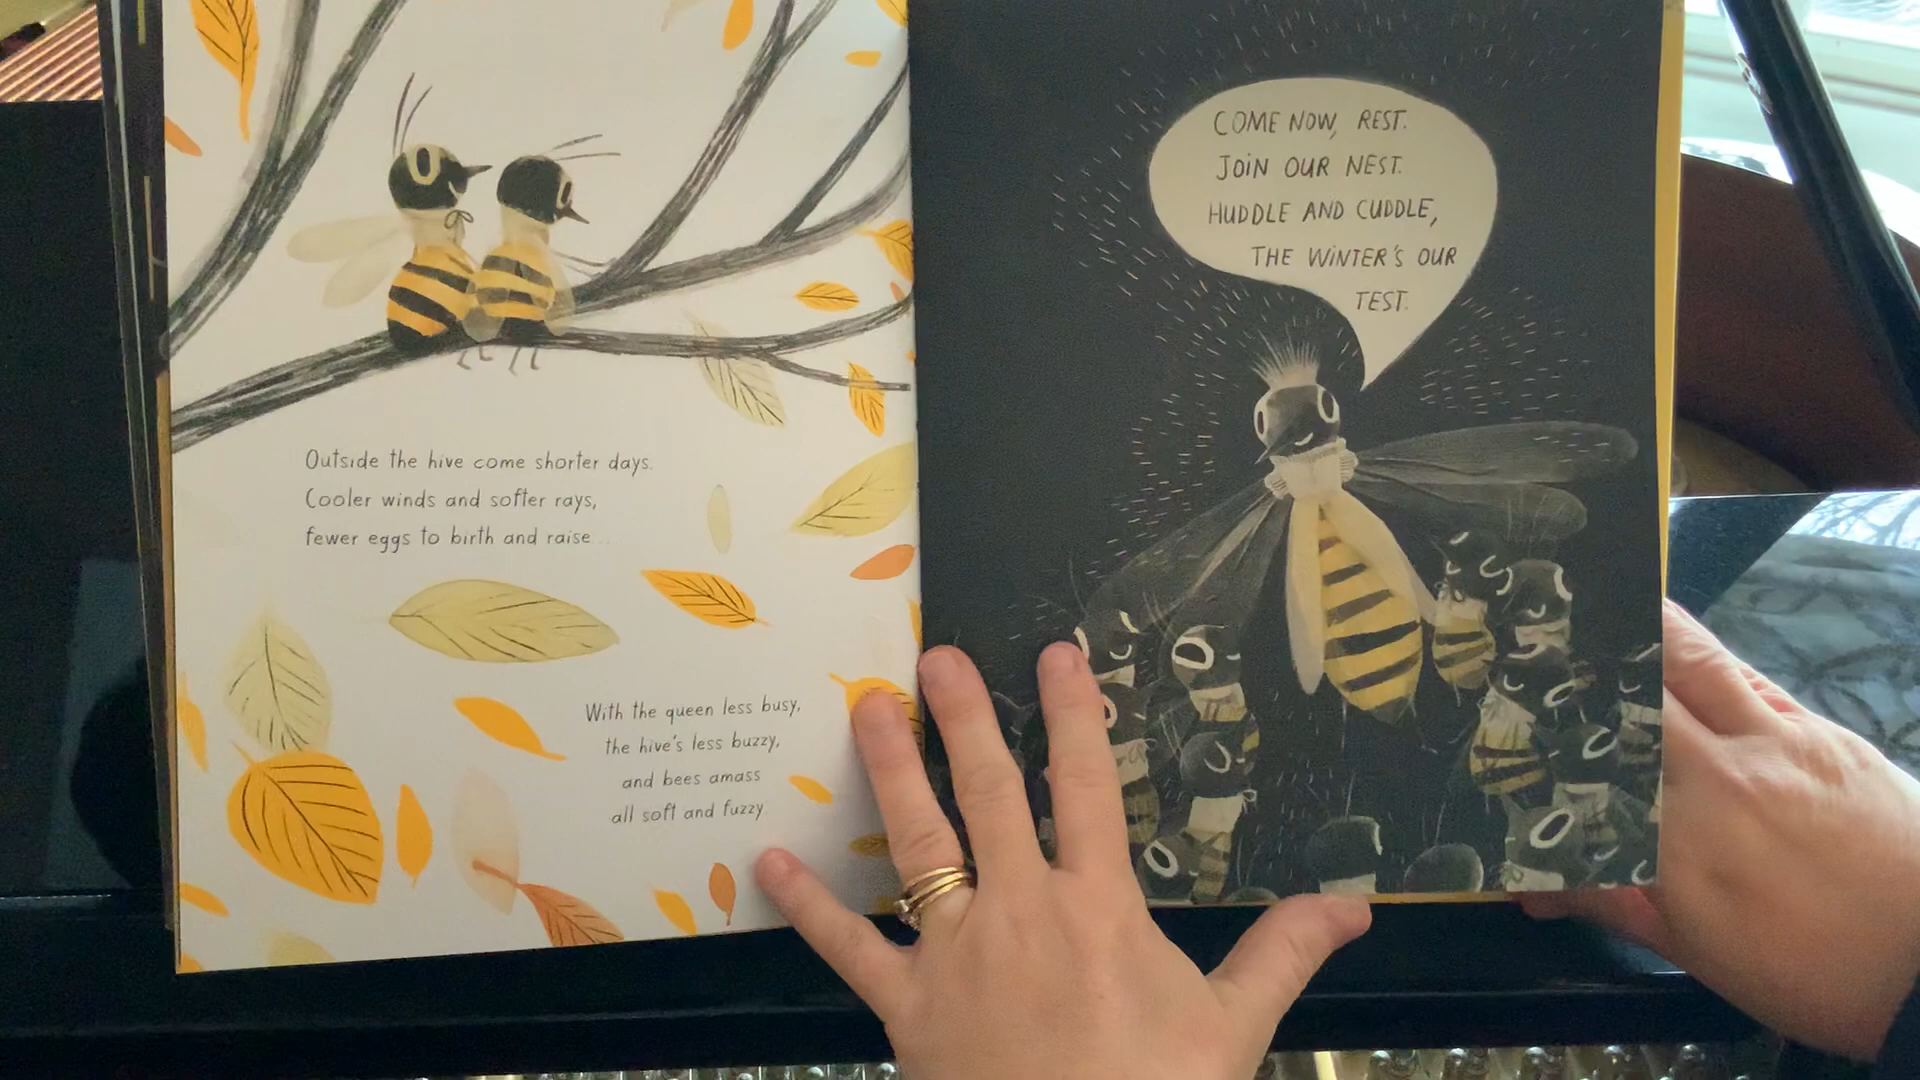 Outside the hive come shorter days.
Cooler winds and softer rays,
fewer eggs to birth and raise...
With the queen less busy,
the hive's less buzzy,
and bees amass
all soft and fuzzy.
COME NOW, REST.
JOIN OUR NEST.
HUDDLE AND CUDDLE,
THE WINTER'S OUR
TEST.